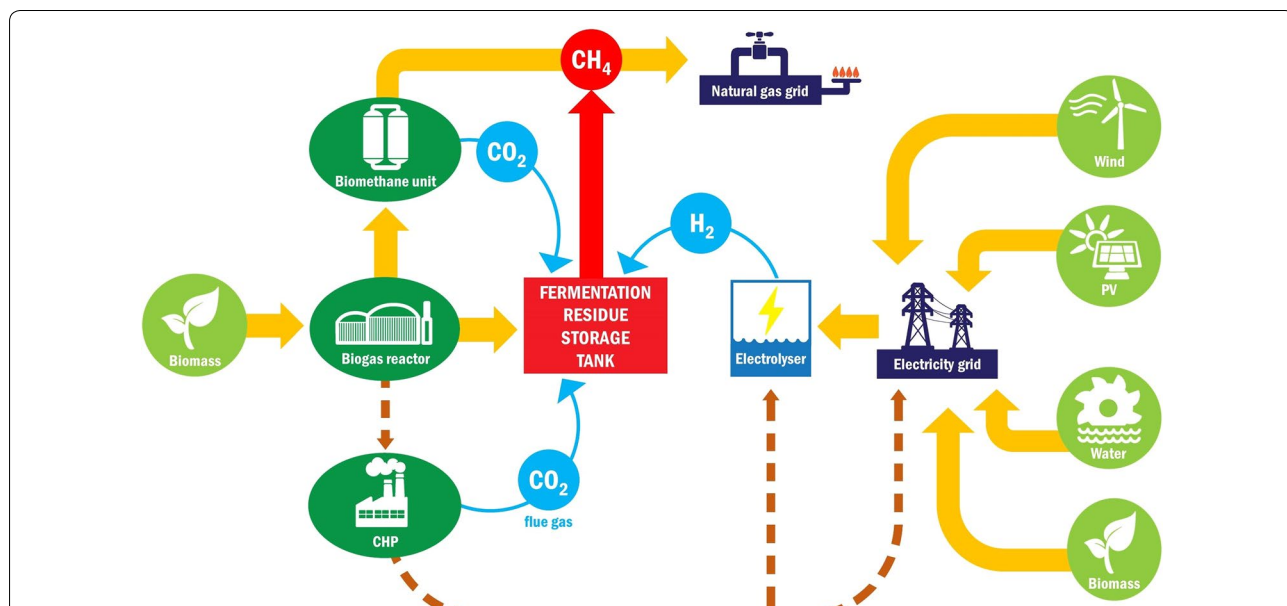 CH₄
Natural gas grid
Biomethane unit
CO₂
Wind
H₂
PV
Biomass
Biogas reactor
FERMENTATION
RESIDUE
STORAGE
TANK
Electrolyser
Electricity grid
Water
CHP
CO₂
flue gas
Biomass